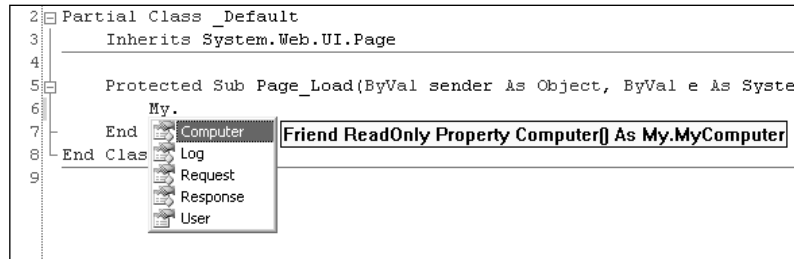 2 Partial Class _Default
3 Inherits System.Web.UI.Page
4
5 Protected Sub Page_Load(ByVal sender As Object, ByVal e As Syste
6 My.
7 End
8 End Clas
9
Computer
Log
Request
Response
User
Friend ReadOnly Property Computer() As My.MyComputer